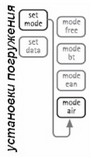 установки погружения
set
mode
set
data
mode
free
mode
bt
mode
ean
mode
air